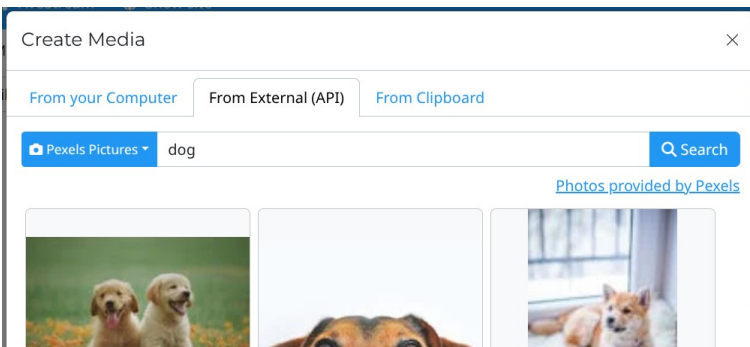 Create Media
From your Computer From External (API) From Clipboard
Pexels Pictures dog Search
Photos provided by Pexels